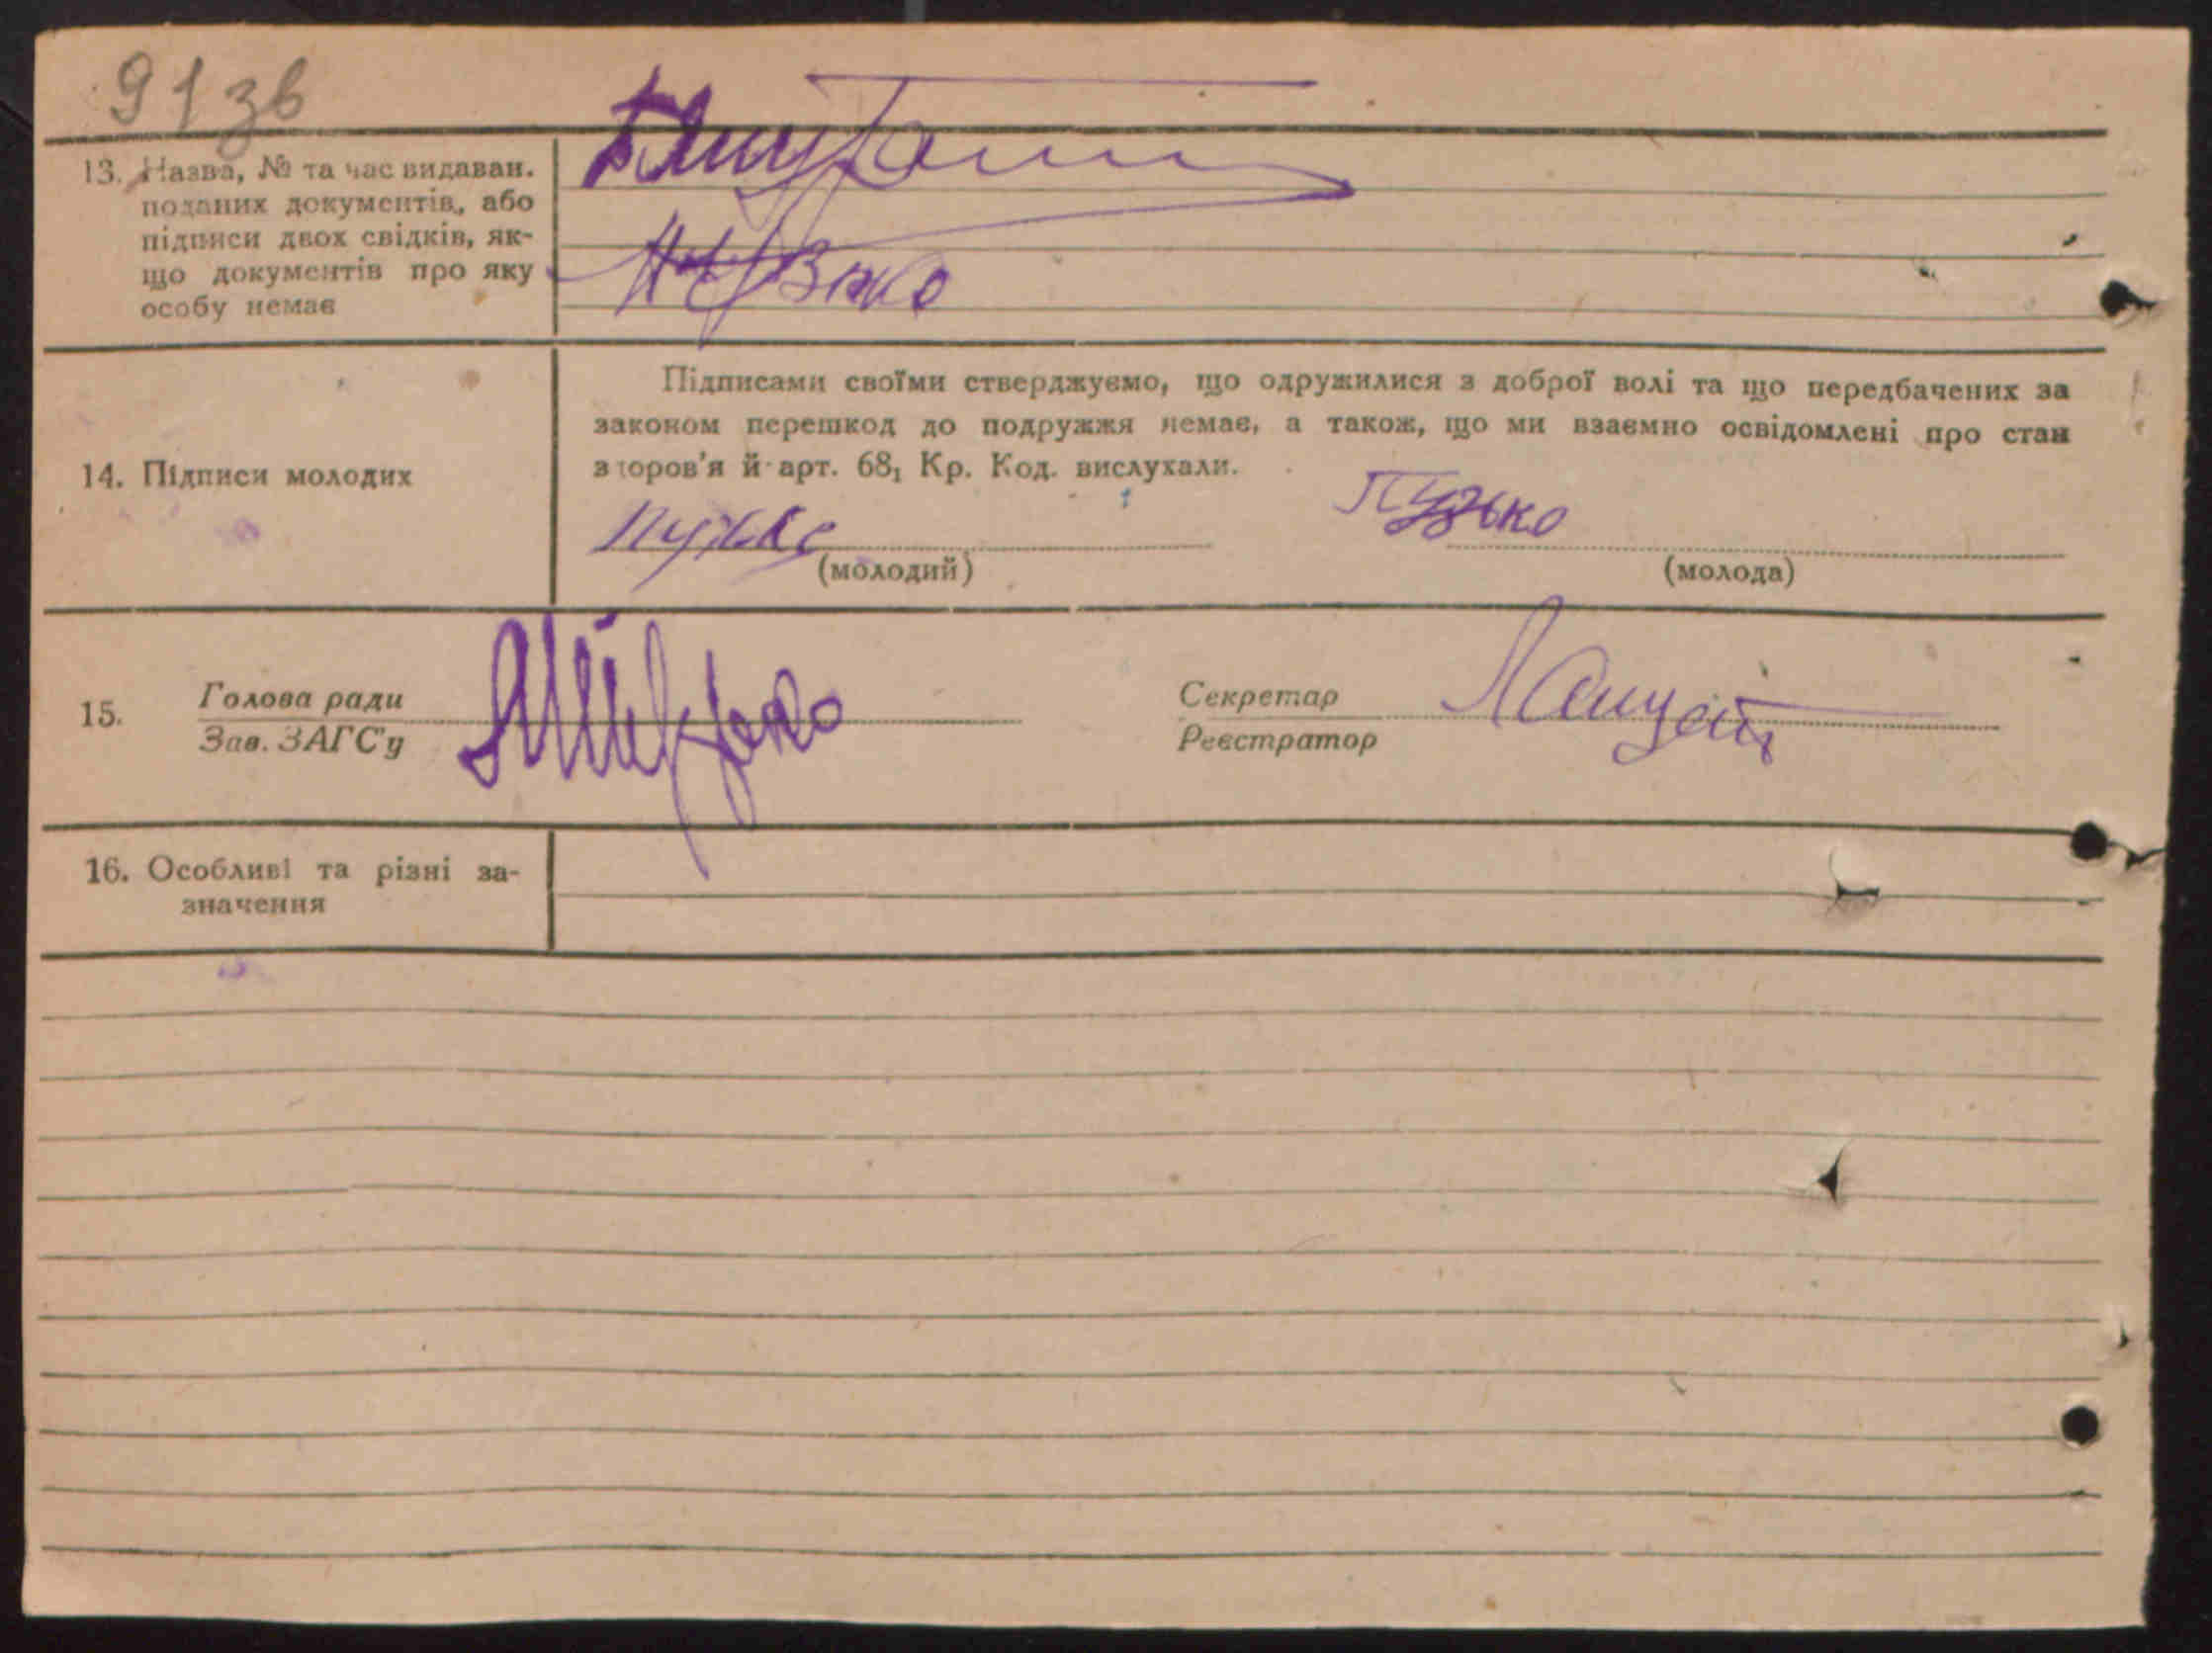 91 зв
13. Назва, № та час видаван.
поданих документів, або
підписи двох свідків, як-
що документів про яку
особу немає
14. Підписи молодих
Підписами своїми стверджуємо, що одружилися з доброї волі та що передбачених за
законом перешкод до подружжя немає, а також, що ми взаємно освідомлені про стан
здоров'я й арт. 68₁ Кр. Код. вислухали.
Пузько
(молодий)
(молода)
15.
Голова ради
Зав. ЗАГС'у
Секретар
Реєстратор
16. Особливі та різні за-
значення